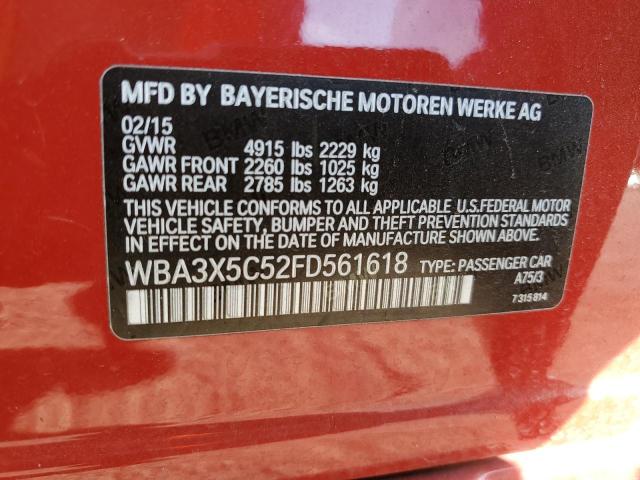 MFD BY BAYERISCHE MOTOREN WERKE AG
02/15
GVWR 4915 lbs 2229 kg
GAWR FRONT 2260 lbs 1025 kg
GAWR REAR 2785 lbs 1263 kg
THIS VEHICLE CONFORMS TO ALL APPLICABLE U.S.FEDERAL MOTOR
VEHICLE SAFETY, BUMPER AND THEFT PREVENTION STANDARDS
IN EFFECT ON THE DATE OF MANUFACTURE SHOWN ABOVE.
WBA3X5C52FD561618 TYPE: PASSENGER CAR
A75/3
7315814